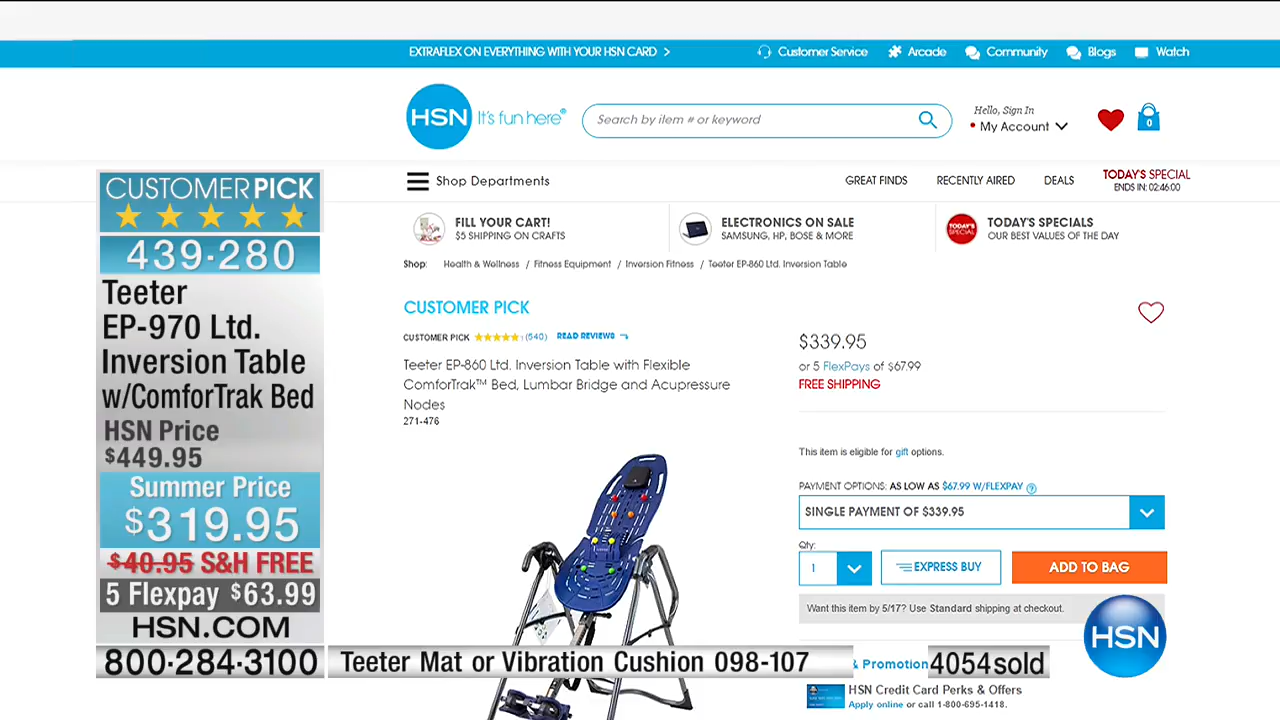 EXTRAFLEX ON EVERYTHING WITH YOUR HSN CARD >
Customer Service
Arcade
Community
Blogs
Watch
HSN It's fun here®
Search by item # or keyword
Hello, Sign In
My Account
0
Shop Departments
GREAT FINDS
RECENTLY AIRED
DEALS
TODAY'S SPECIAL
ENDS IN: 02:46:00
FILL YOUR CART!
$5 SHIPPING ON CRAFTS
ELECTRONICS ON SALE
SAMSUNG, HP, BOSE & MORE
TODAY'S SPECIAL
TODAY'S SPECIALS
OUR BEST VALUES OF THE DAY
Shop: Health & Wellness / Fitness Equipment / Inversion Fitness / Teeter EP-860 Ltd. Inversion Table
CUSTOMER PICK
CUSTOMER PICK (540) READ REVIEWS
Teeter EP-860 Ltd. Inversion Table with Flexible
ComforTrak™ Bed, Lumbar Bridge and Acupressure
Nodes
271-476
$339.95
or 5 FlexPays of $67.99
FREE SHIPPING
This item is eligible for gift options.
PAYMENT OPTIONS: AS LOW AS $67.99 W/FLEXPAY ?
SINGLE PAYMENT OF $339.95
Qty:
1
EXPRESS BUY
ADD TO BAG
Want this item by 5/17? Use Standard shipping at checkout.
& Promotion
HSN Credit Card Perks & Offers
Apply online or call 1-800-695-1418.
HSN
CUSTOMER PICK
439·280
Teeter
EP-970 Ltd.
Inversion Table
w/ComforTrak Bed
HSN Price
$449.95
Summer Price
$319.95
$40.95 S&H FREE
5 Flexpay $63.99
HSN.COM
800·284·3100
Teeter Mat or Vibration Cushion 098-107
4054 sold